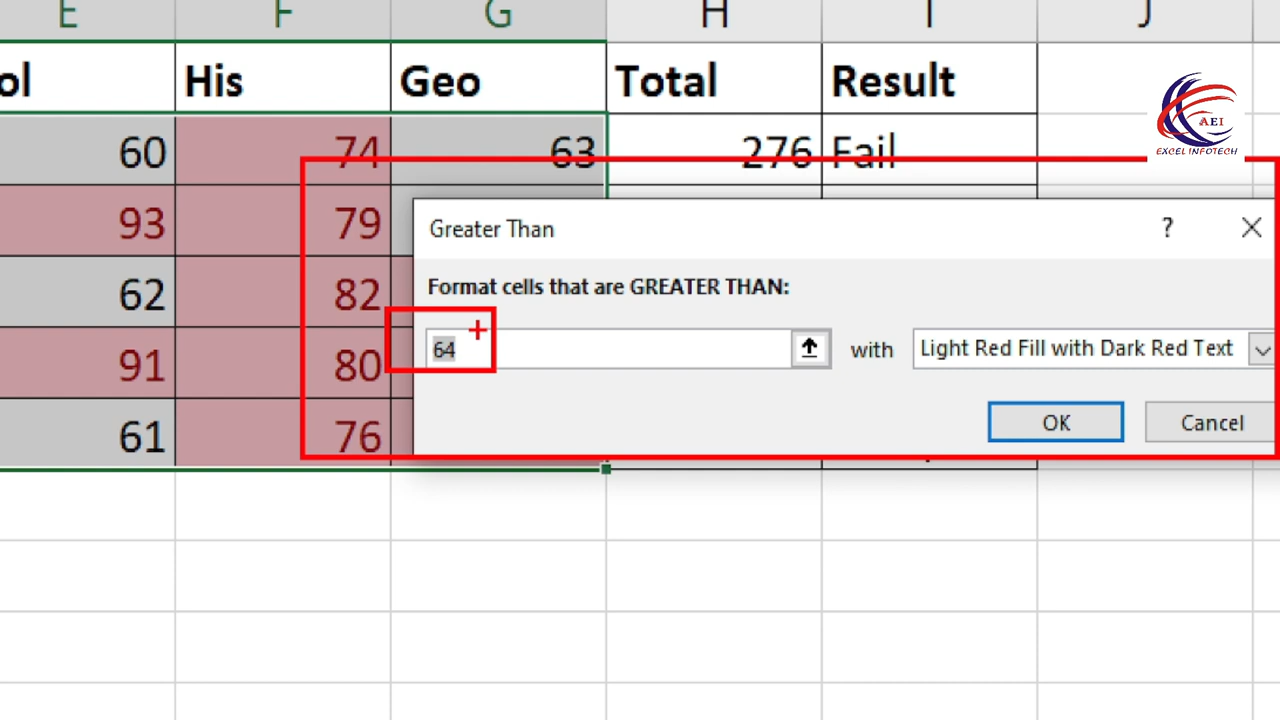 E F G H I J
ol His Geo Total Result
60 74 63 276 Fail
AEI
EXCEL INFOTECH
93 79
Greater Than ? X
62 82
Format cells that are GREATER THAN:
64 with Light Red Fill with Dark Red Text
91 80
OK Cancel
61 76